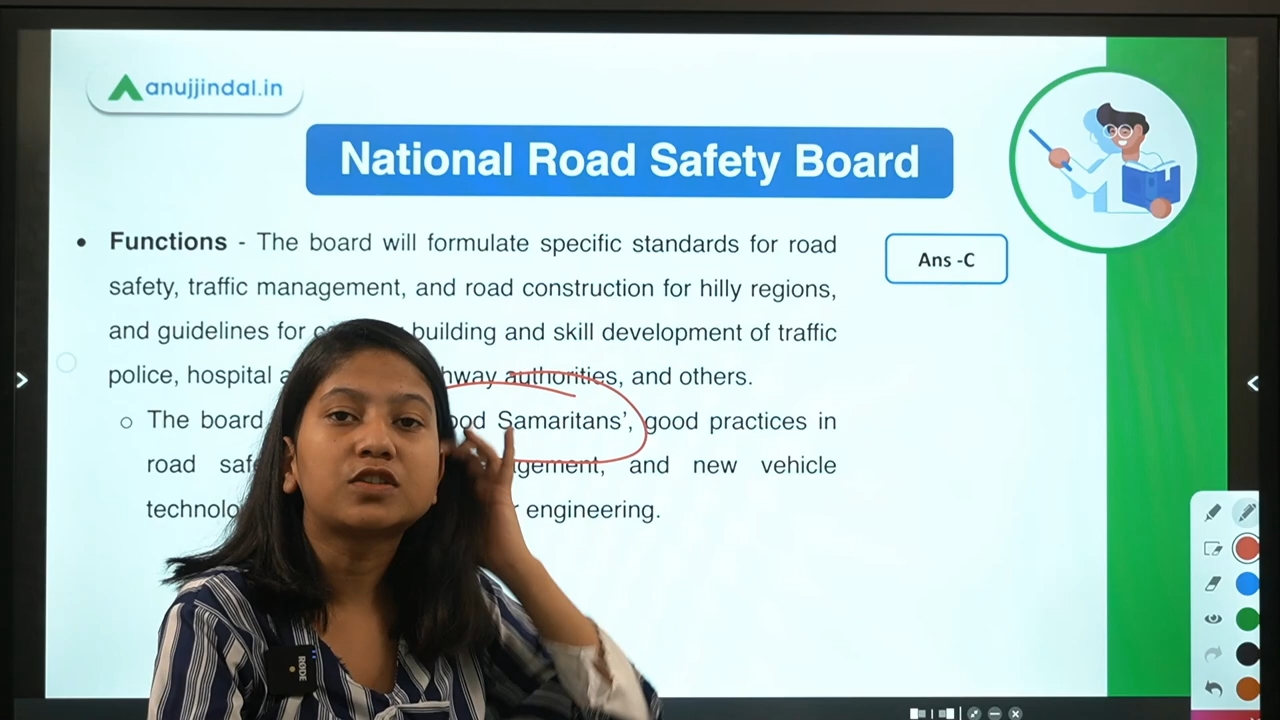 anujjindal.in
National Road Safety Board
Functions - The board will formulate specific standards for road
safety, traffic management, and road construction for hilly regions,
and guidelines for building and skill development of traffic
police, hospital authorities, and others.
The board Samaritans’, good practices in
road and new vehicle
engineering.
Ans -C
RØDE